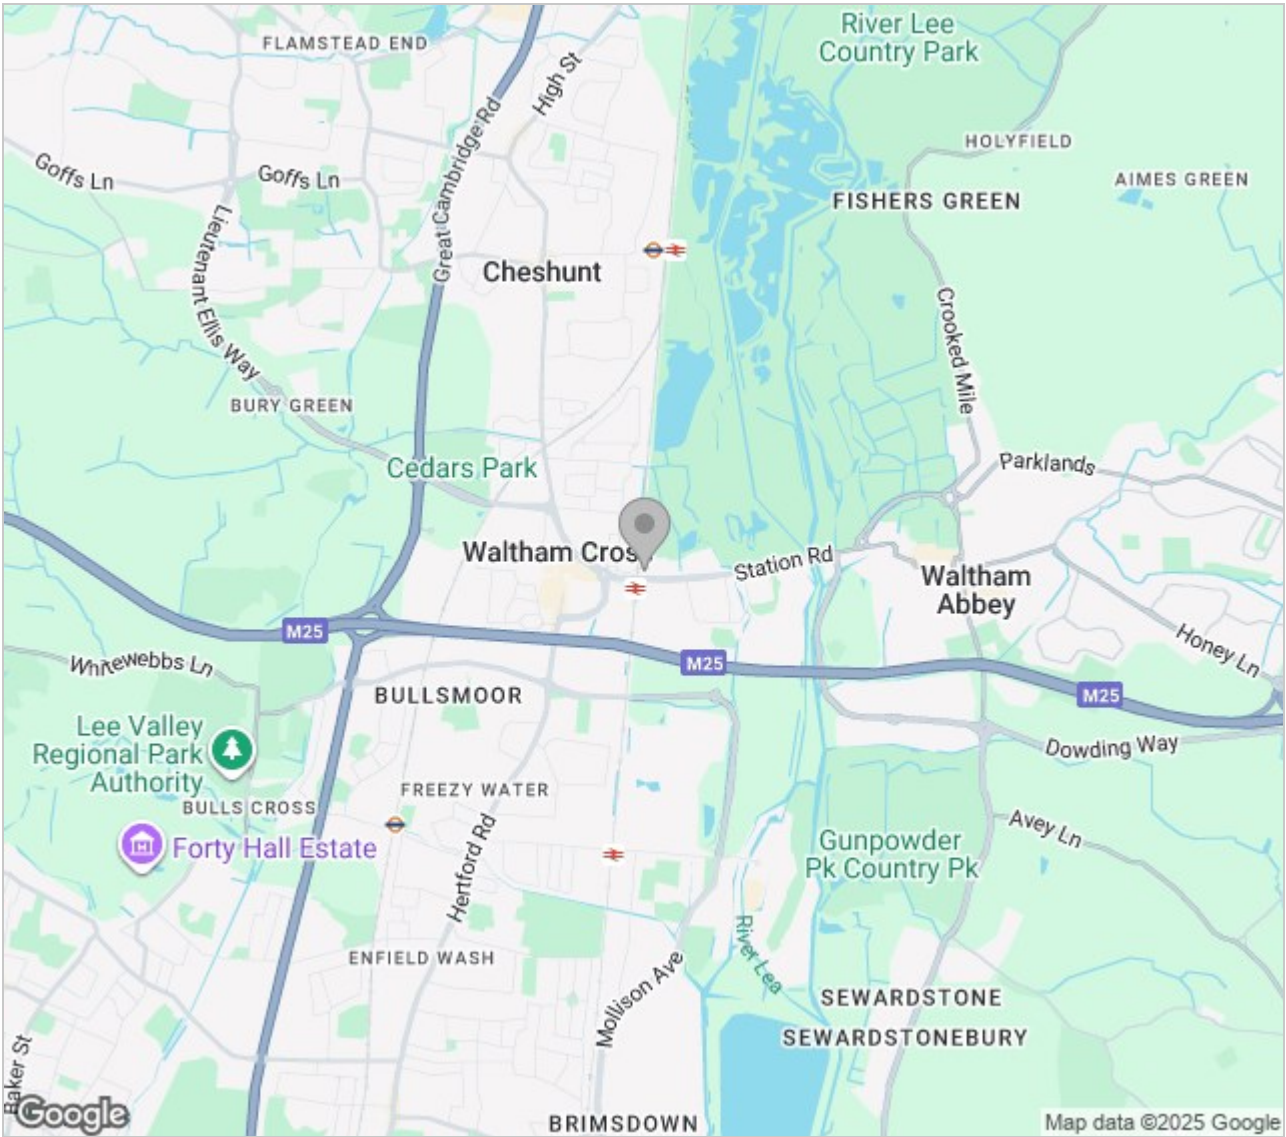 River Lee
Country Park
FLAMSTEAD END
High St
HOLYFIELD
Goffs Ln
Goffs Ln
Great Cambridge Rd
AIMES GREEN
FISHERS GREEN
Lieutenant Ellis Way
Cheshunt
Crooked Mile
BURY GREEN
Cedars Park
Parklands
Waltham Cros
Station Rd
Waltham
Abbey
M25
Honey Ln
M25
Whitewebbs Ln
BULLSMOOR
M25
Lee Valley
Regional Park
Authority
Dowding Way
BULLS CROSS
FREEZY WATER
Forty Hall Estate
Hertford Rd
Gunpowder
Pk Country Pk
Avey Ln
River Lea
ENFIELD WASH
Mollison Ave
SEWARDSTONE
SEWARDSTONEBURY
Baker St
Google
BRIMSDOWN
Map data ©2025 Google